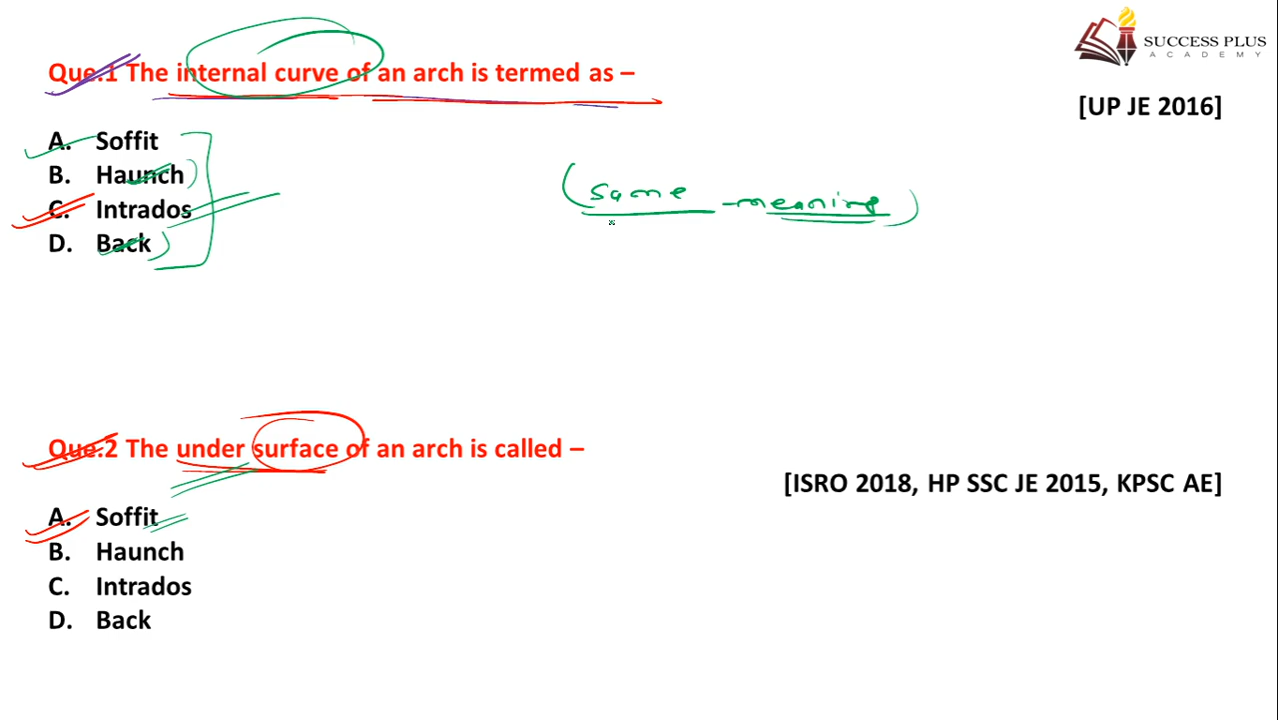 SUCCESS PLUS
ACADEMY
Que.1 The internal curve of an arch is termed as –
[UP JE 2016]
A. Soffit
B. Haunch
C. Intrados
D. Back
(same meaning)
Que.2 The under surface of an arch is called –
[ISRO 2018, HP SSC JE 2015, KPSC AE]
A. Soffit
B. Haunch
C. Intrados
D. Back